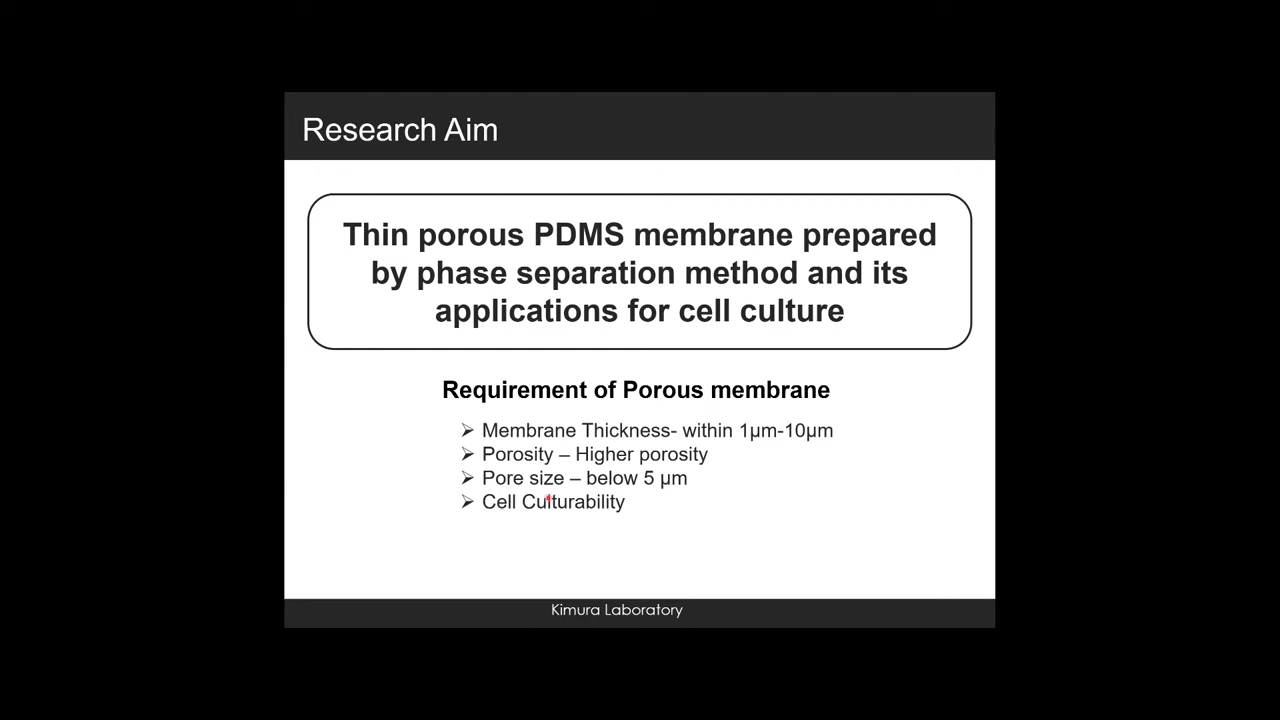 Research Aim
Thin porous PDMS membrane prepared
by phase separation method and its
applications for cell culture
Requirement of Porous membrane
➢ Membrane Thickness- within 1µm-10µm
➢ Porosity – Higher porosity
➢ Pore size – below 5 µm
➢ Cell Culturability
Kimura Laboratory